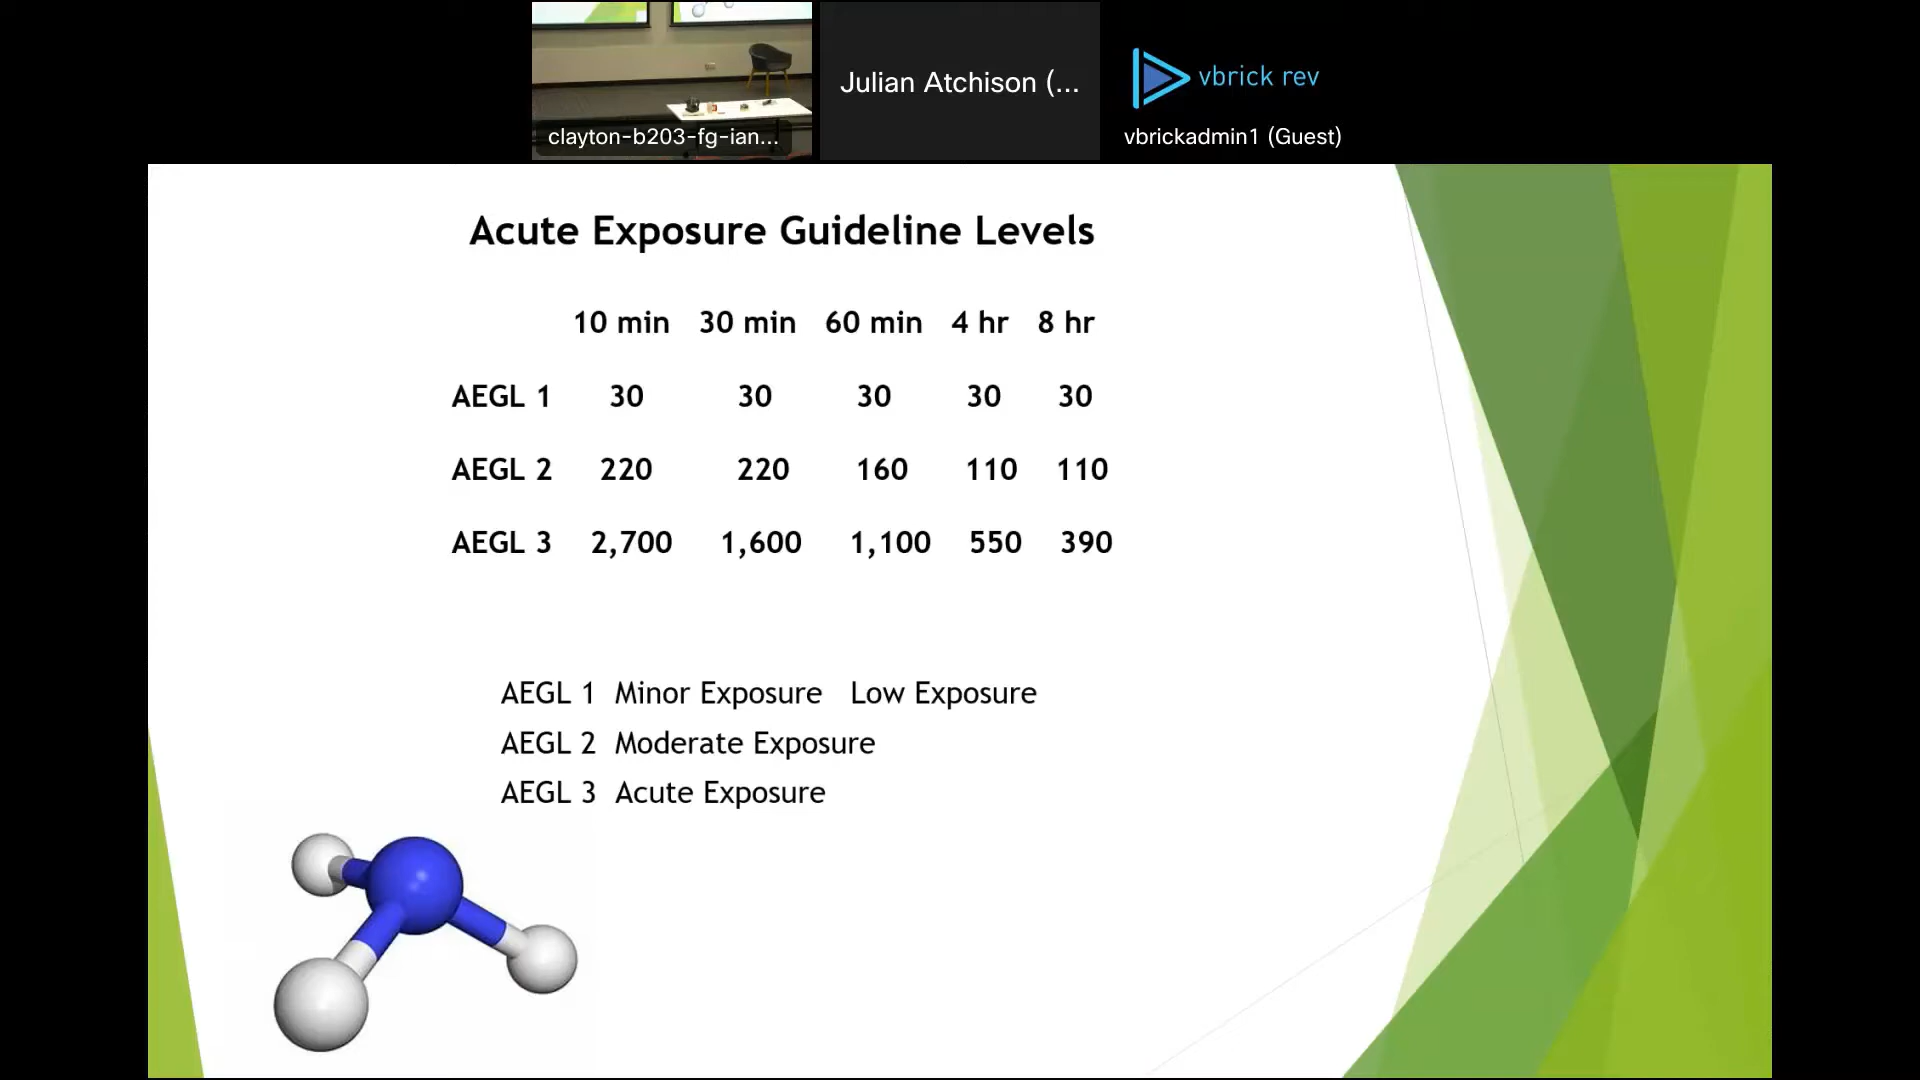 clayton-b203-fg-ian...
Julian Atchison (...
vbrick rev
vbrickadmin1 (Guest)
Acute Exposure Guideline Levels
10 min 30 min 60 min 4 hr 8 hr
AEGL 1 30 30 30 30 30
AEGL 2 220 220 160 110 110
AEGL 3 2,700 1,600 1,100 550 390
AEGL 1 Minor Exposure Low Exposure
AEGL 2 Moderate Exposure
AEGL 3 Acute Exposure